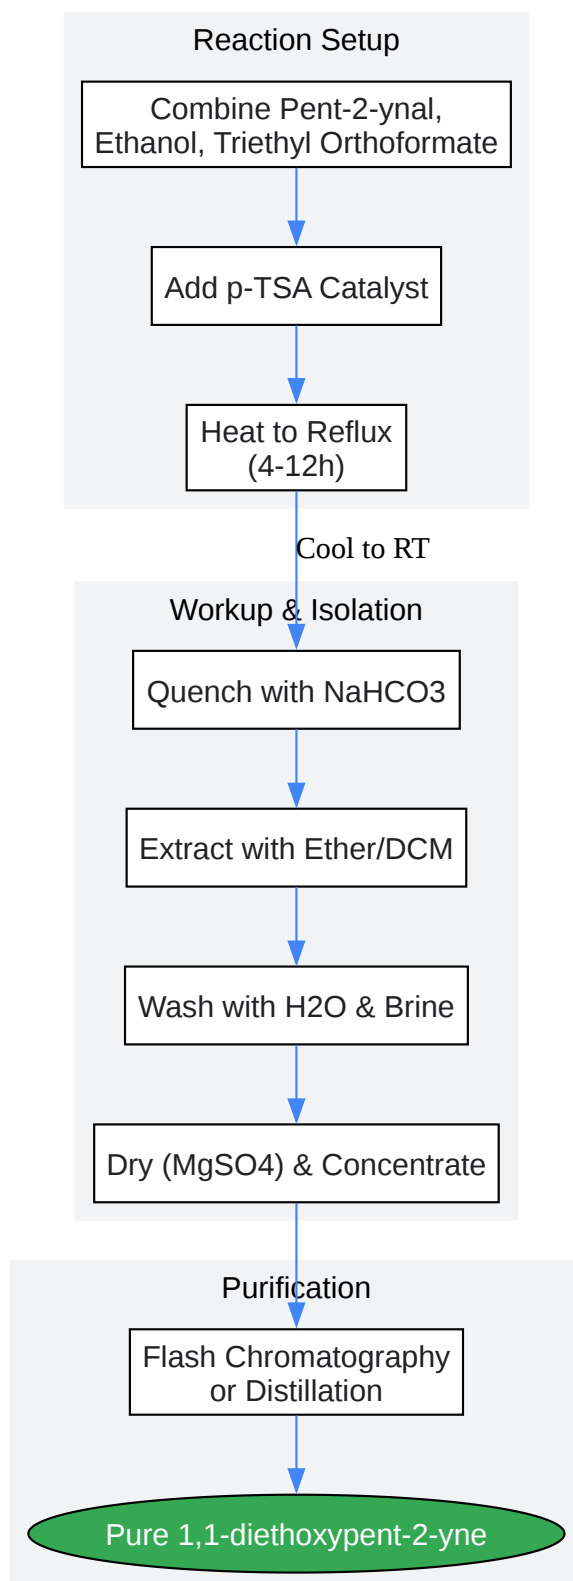 Reaction Setup
Combine Pent-2-ynal,
Ethanol, Triethyl Orthoformate
Add p-TSA Catalyst
Heat to Reflux
(4-12h)
Cool to RT
Workup & Isolation
Quench with NaHCO3
Extract with Ether/DCM
Wash with H2O & Brine
Dry (MgSO4) & Concentrate
Purification
Flash Chromatography
or Distillation
Pure 1,1-diethoxypent-2-yne